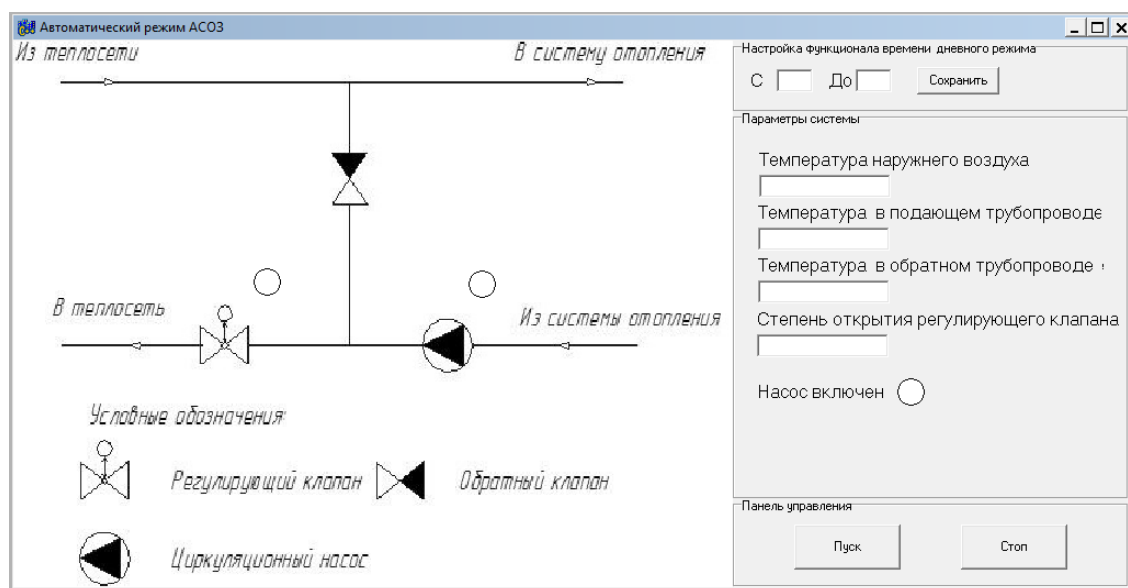 Автоматический режим АСОЗ
Из теплосети
В систему отопления
В теплосеть
Из системы отопления
Условные обозначения:
Регулирующий клапан
Обратный клапан
Циркуляционный насос
Настройка функционала времени дневного режима
С До Сохранить
Параметры системы
Температура наружнего воздуха
Температура в подающем трубопроводе
Температура в обратном трубопроводе
Степень открытия регулирующего клапана
Насос включен
Панель управления
Пуск Стоп